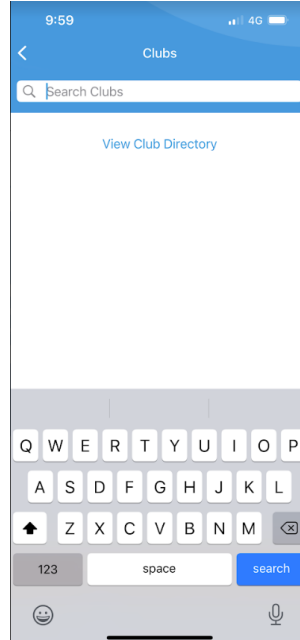 9:59 4G
Clubs
Search Clubs
View Club Directory
Q W E R T Y U I O P
A S D F G H J K L
Z X C V B N M
123 space search